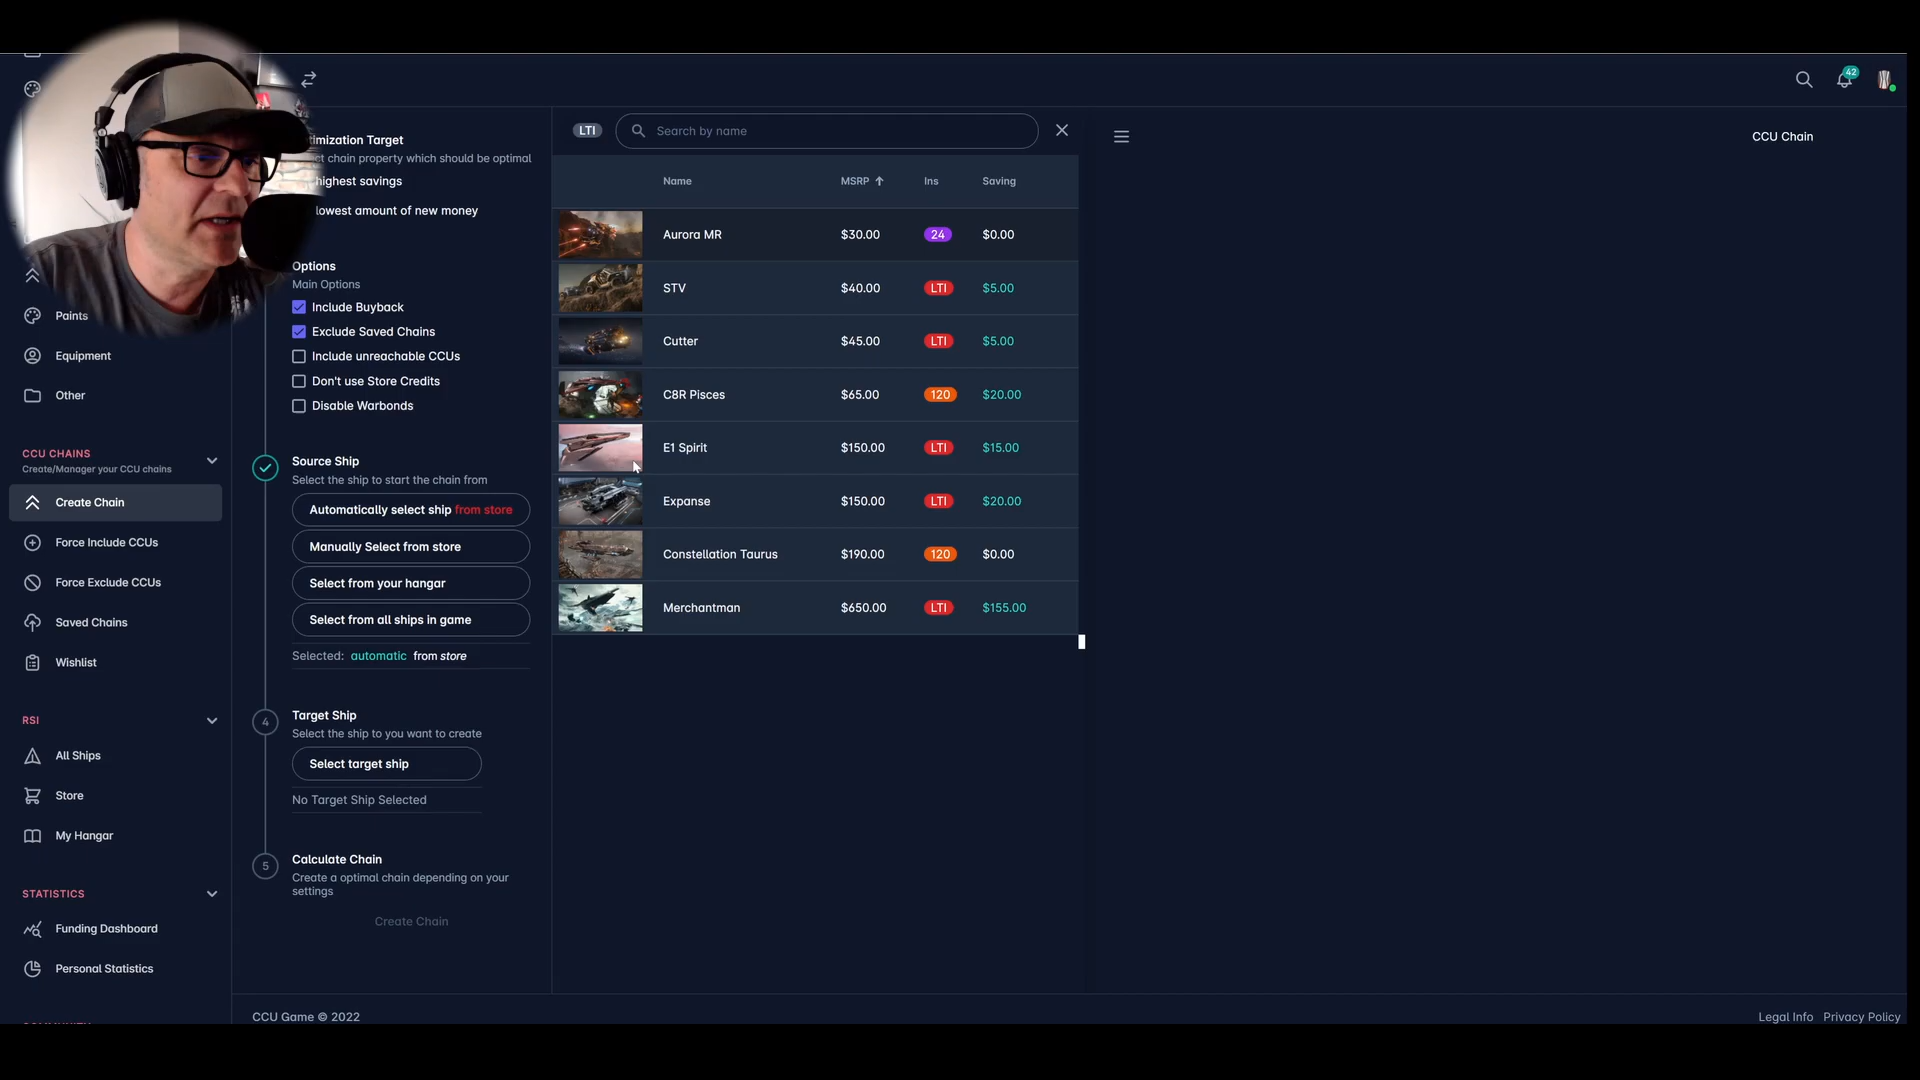 42
timization Target
ct chain property which should be optimal
highest savings
lowest amount of new money
Options
Main Options
Include Buyback
Exclude Saved Chains
Include unreachable CCUs
Don't use Store Credits
Disable Warbonds
Source Ship
Select the ship to start the chain from
Automatically select ship from store
Manually Select from store
Select from your hangar
Select from all ships in game
Selected: automatic from store
4
Target Ship
Select the ship to you want to create
Select target ship
No Target Ship Selected
5
Calculate Chain
Create a optimal chain depending on your
settings
Create Chain
Paints
Equipment
Other
CCU CHAINS
Create/Manager your CCU chains
Create Chain
Force Include CCUs
Force Exclude CCUs
Saved Chains
Wishlist
RSI
All Ships
Store
My Hangar
STATISTICS
Funding Dashboard
Personal Statistics
LTI Search by name
Name MSRP Ins Saving
Aurora MR $30.00 24 $0.00
STV $40.00 LTI $5.00
Cutter $45.00 LTI $5.00
C8R Pisces $65.00 120 $20.00
E1 Spirit $150.00 LTI $15.00
Expanse $150.00 LTI $20.00
Constellation Taurus $190.00 120 $0.00
Merchantman $650.00 LTI $155.00
CCU Chain
CCU Game © 2022
Legal Info Privacy Policy